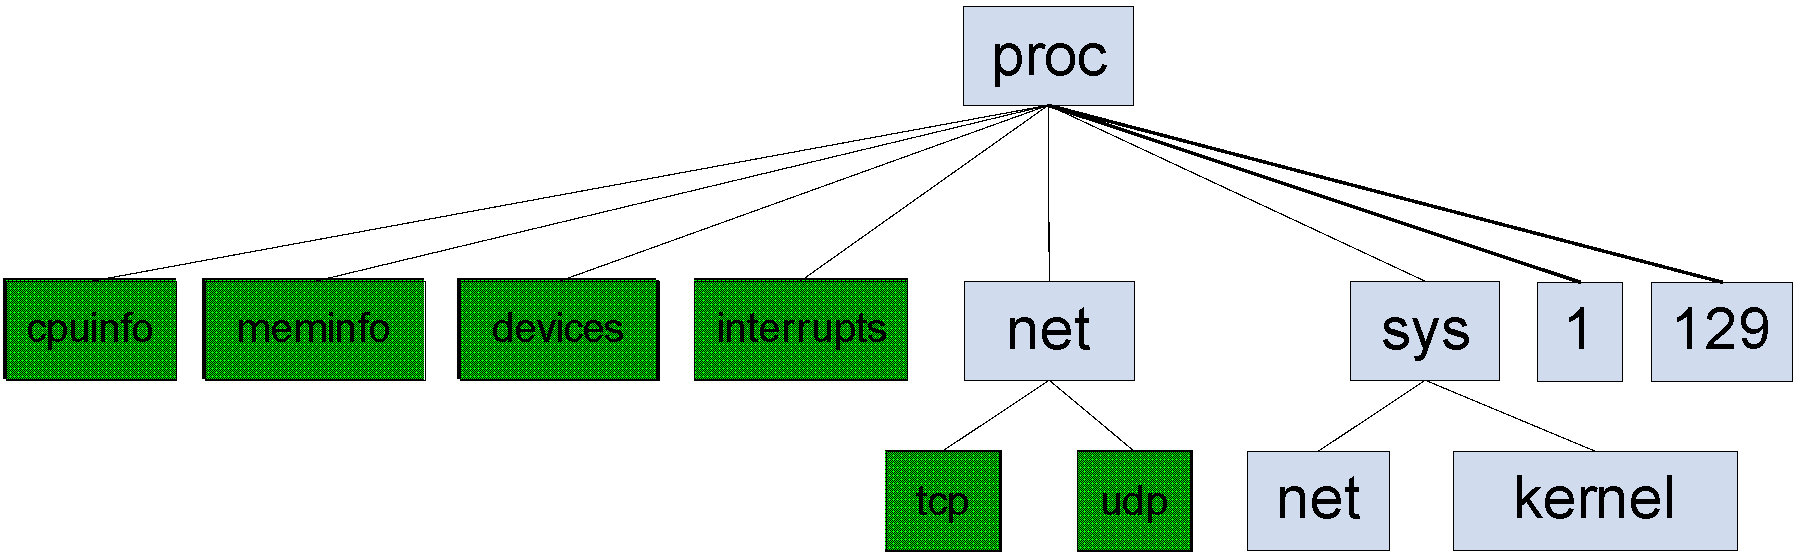 proc
cpuinfo
meminfo
devices
interrupts
net
sys
1
129
tcp
udp
net
kernel